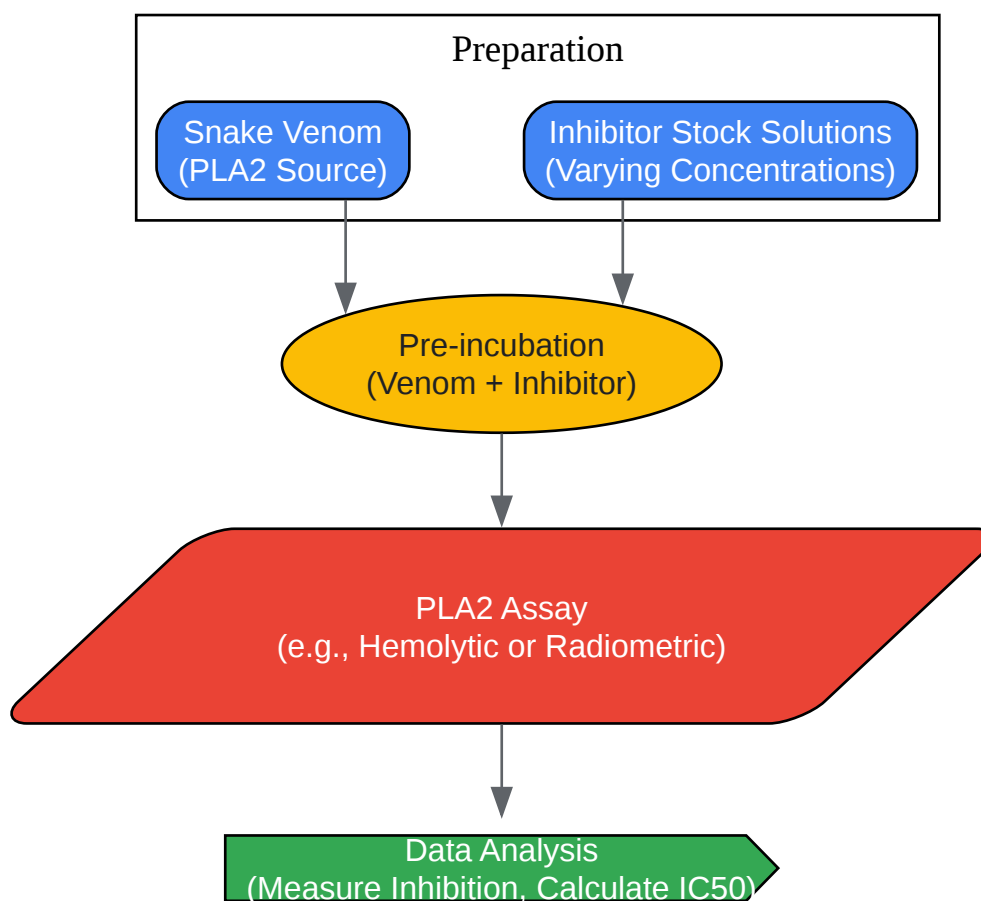 Preparation
Snake Venom
(PLA2 Source)
Inhibitor Stock Solutions
(Varying Concentrations)
Pre-incubation
(Venom + Inhibitor)
PLA2 Assay
(e.g., Hemolytic or Radiometric)
Data Analysis
(Measure Inhibition, Calculate IC50)